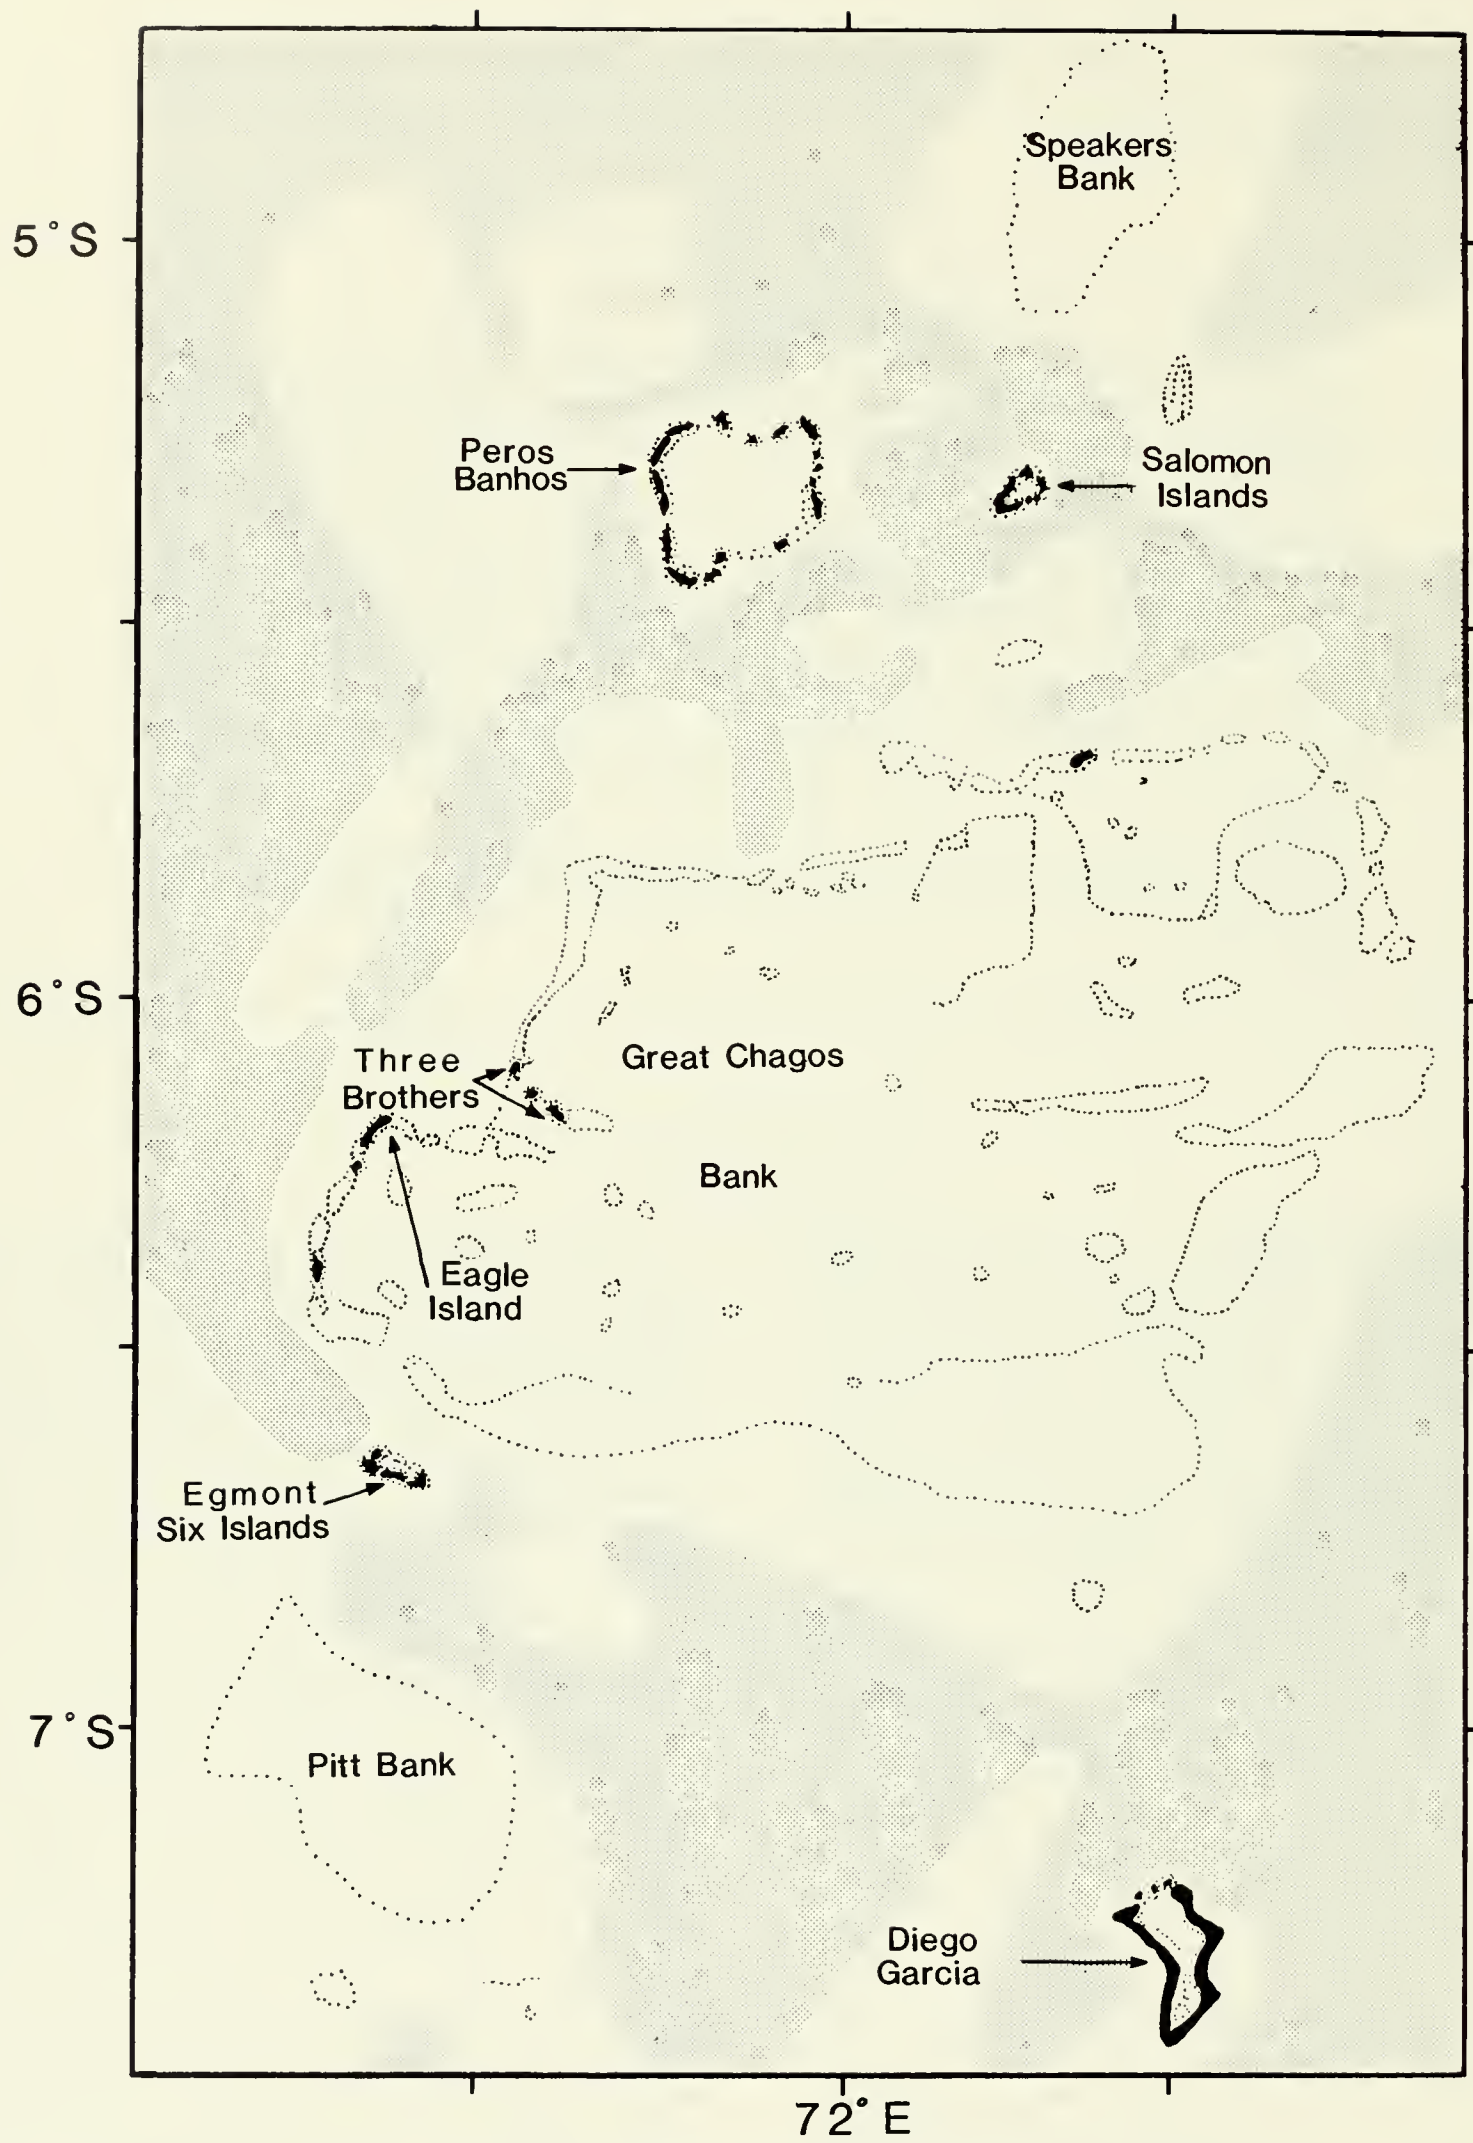 Speakers
Bank
5°S
Peros
Banhos
Salomon
Islands
6°S
Three
Brothers
Great Chagos
Bank
Eagle
Island
Egmont
Six Islands
7°S
Pitt Bank
Diego
Garcia
72°E